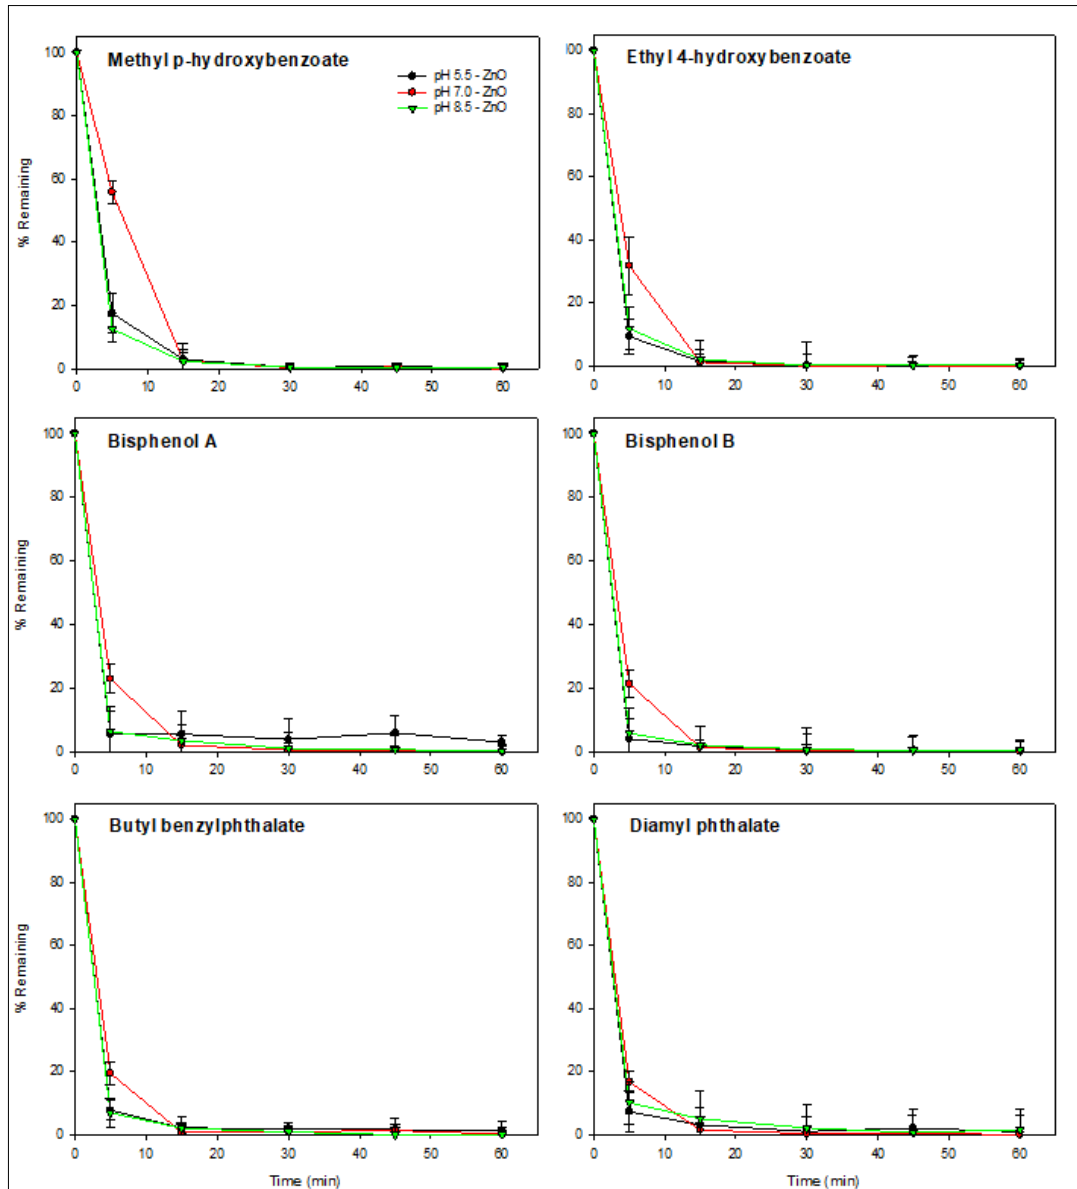 Methyl p-hydroxybenzoate
pH 5.5 - ZnO
pH 7.0 - ZnO
pH 8.5 - ZnO
% Remaining
100
80
60
40
20
0
0 10 20 30 40 50 60
Ethyl 4-hydroxybenzoate
100
80
60
40
20
0
0 10 20 30 40 50 60
Bisphenol A
% Remaining
100
80
60
40
20
0
0 10 20 30 40 50 60
Bisphenol B
100
80
60
40
20
0
0 10 20 30 40 50 60
Butyl benzylphthalate
% Remaining
100
80
60
40
20
0
0 10 20 30 40 50 60
Time (min)
Diamyl phthalate
100
80
60
40
20
0
0 10 20 30 40 50 60
Time (min)